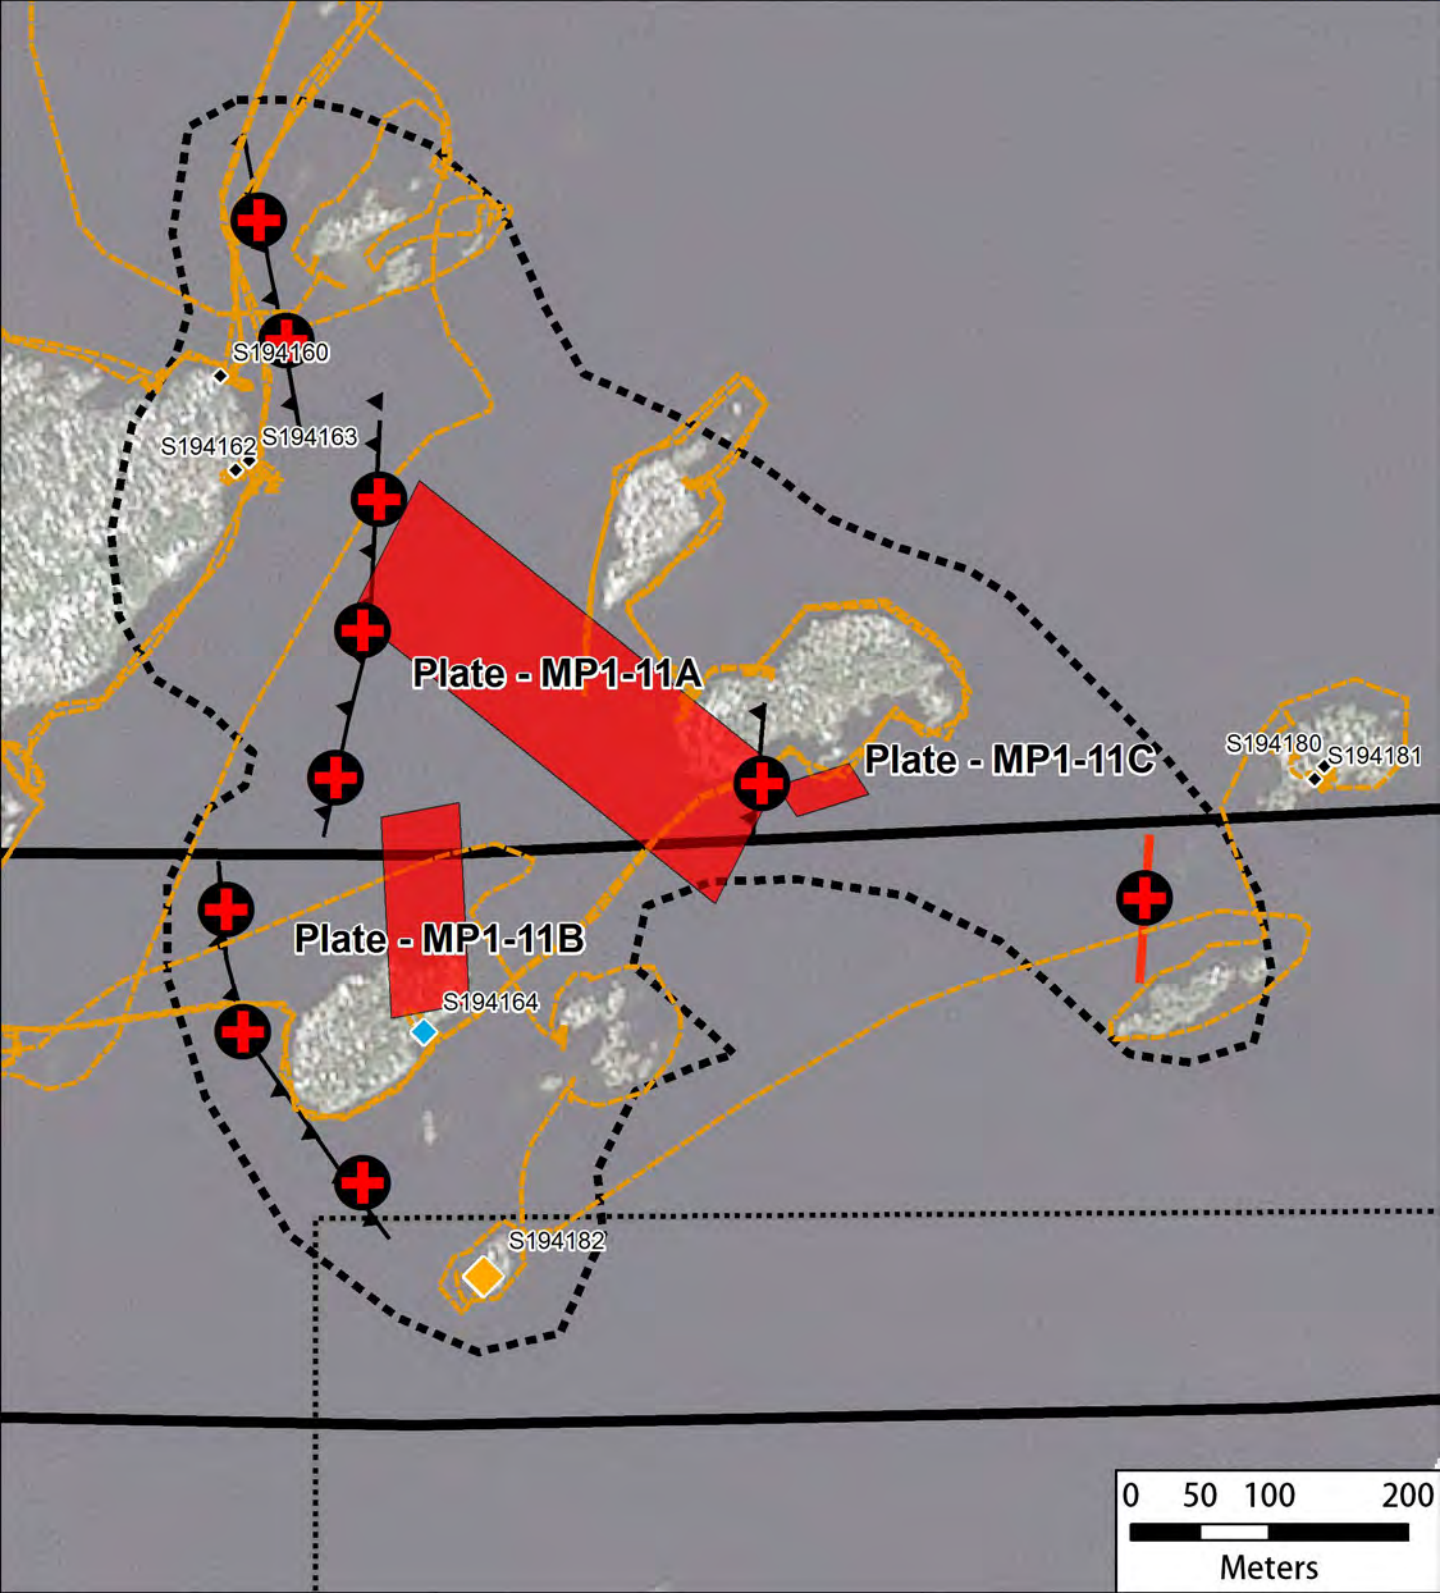 S194160
S194162
S194163
Plate - MP1-11A
Plate - MP1-11C
S194180
S194181
Plate - MP1-11B
S194164
S194182
0 50 100 200
Meters